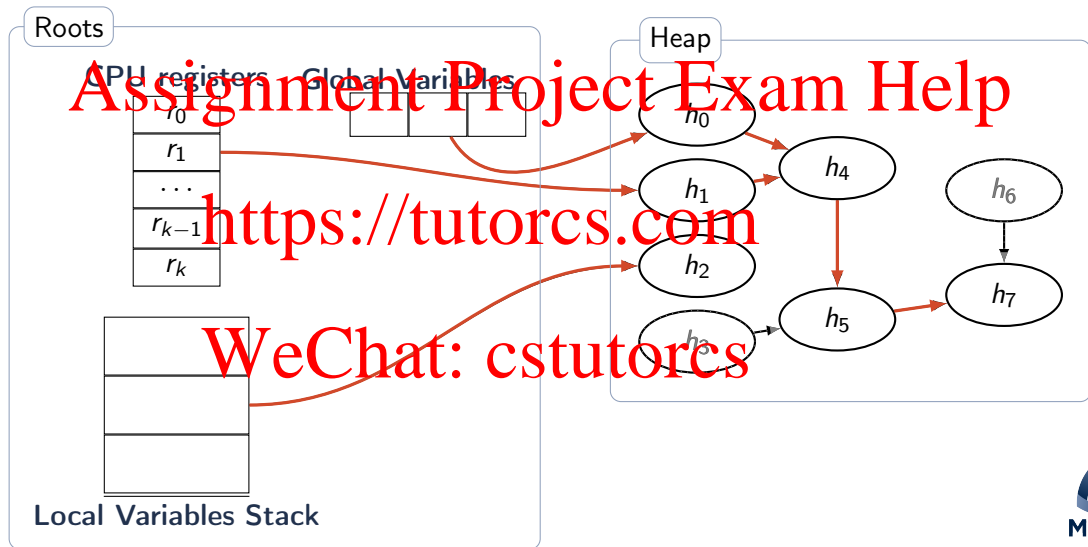 Roots
Heap
CPU registers Global Variables
Assignment Project Exam Help
r0
r1
...
rk−1
rk
h0
h1
h2
h3
h4
h5
h6
h7
https://tutorcs.com
WeChat: cstutorcs
Local Variables Stack